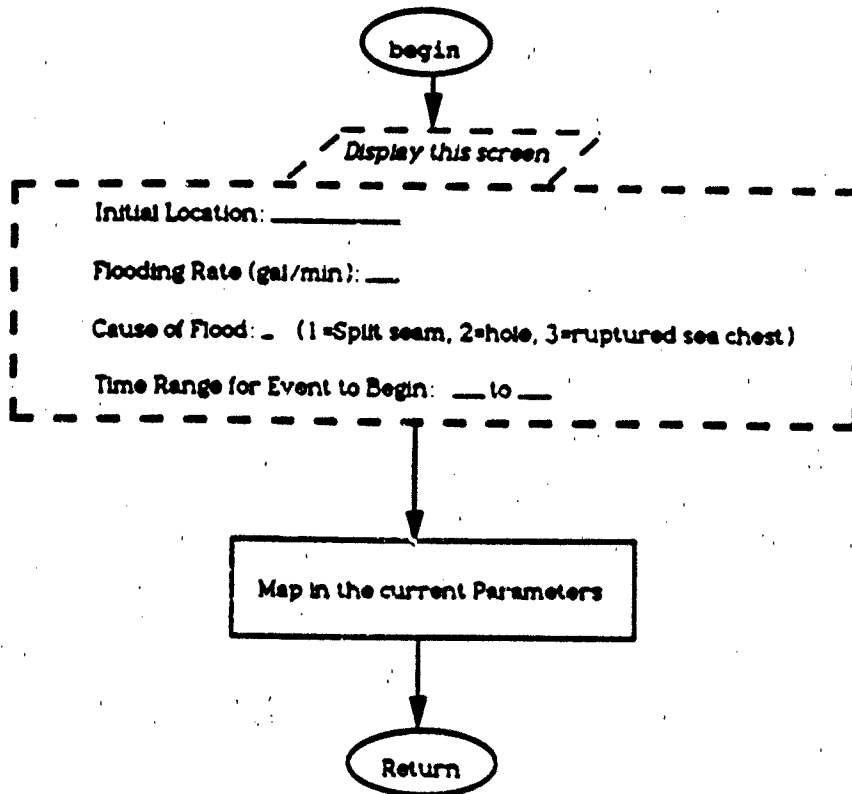 begin
Display this screen
Initial Location: __________
Flooding Rate (gal/min): ___
Cause of Flood: _ (1=Split seam, 2=hole, 3=ruptured sea chest)
Time Range for Event to Begin: ___ to ___
Map in the current Parameters
Return